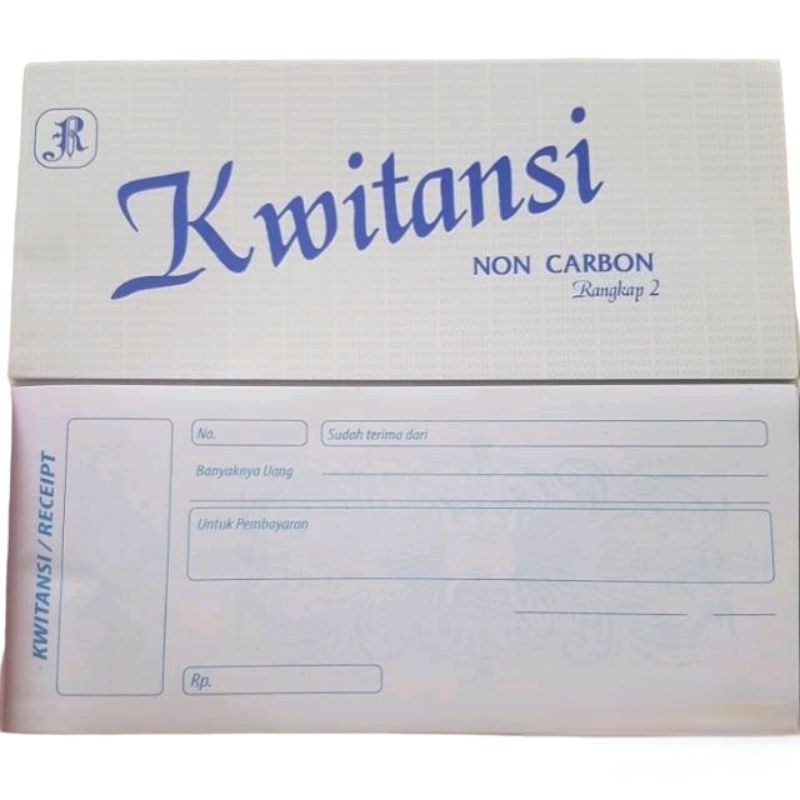 R
Kwitansi
NON CARBON
Rangkap 2
KWITANSI / RECEIPT
No.
Sudah terima dari
Banyaknya Uang
Untuk Pembayaran
Rp.